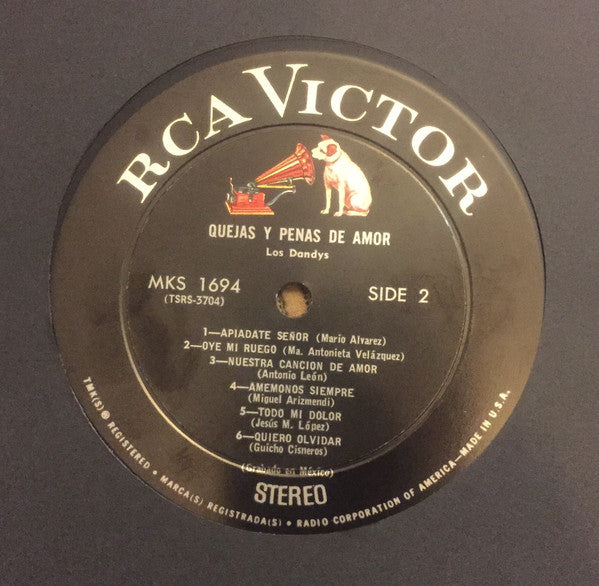 RCA VICTOR
QUEJAS Y PENAS DE AMOR
Los Dandys
MKS 1694
(TSRS-3704)
SIDE 2
1—APIADATE SEÑOR (Mario Alvarez)
2—OYE MI RUEGO (Ma. Antonieta Velázquez)
3—NUESTRA CANCION DE AMOR
(Antonio León)
4—AMEMONOS SIEMPRE
(Miguel Arizmendi)
5—TODO MI DOLOR
(Jesús M. López)
6—QUIERO OLVIDAR
(Guicho Cisneros)
(Grabado en México)
STEREO
TMK(S) ® REGISTERED • MARCA(S) REGISTRADA(S) • RADIO CORPORATION OF AMERICA—MADE IN U.S.A.